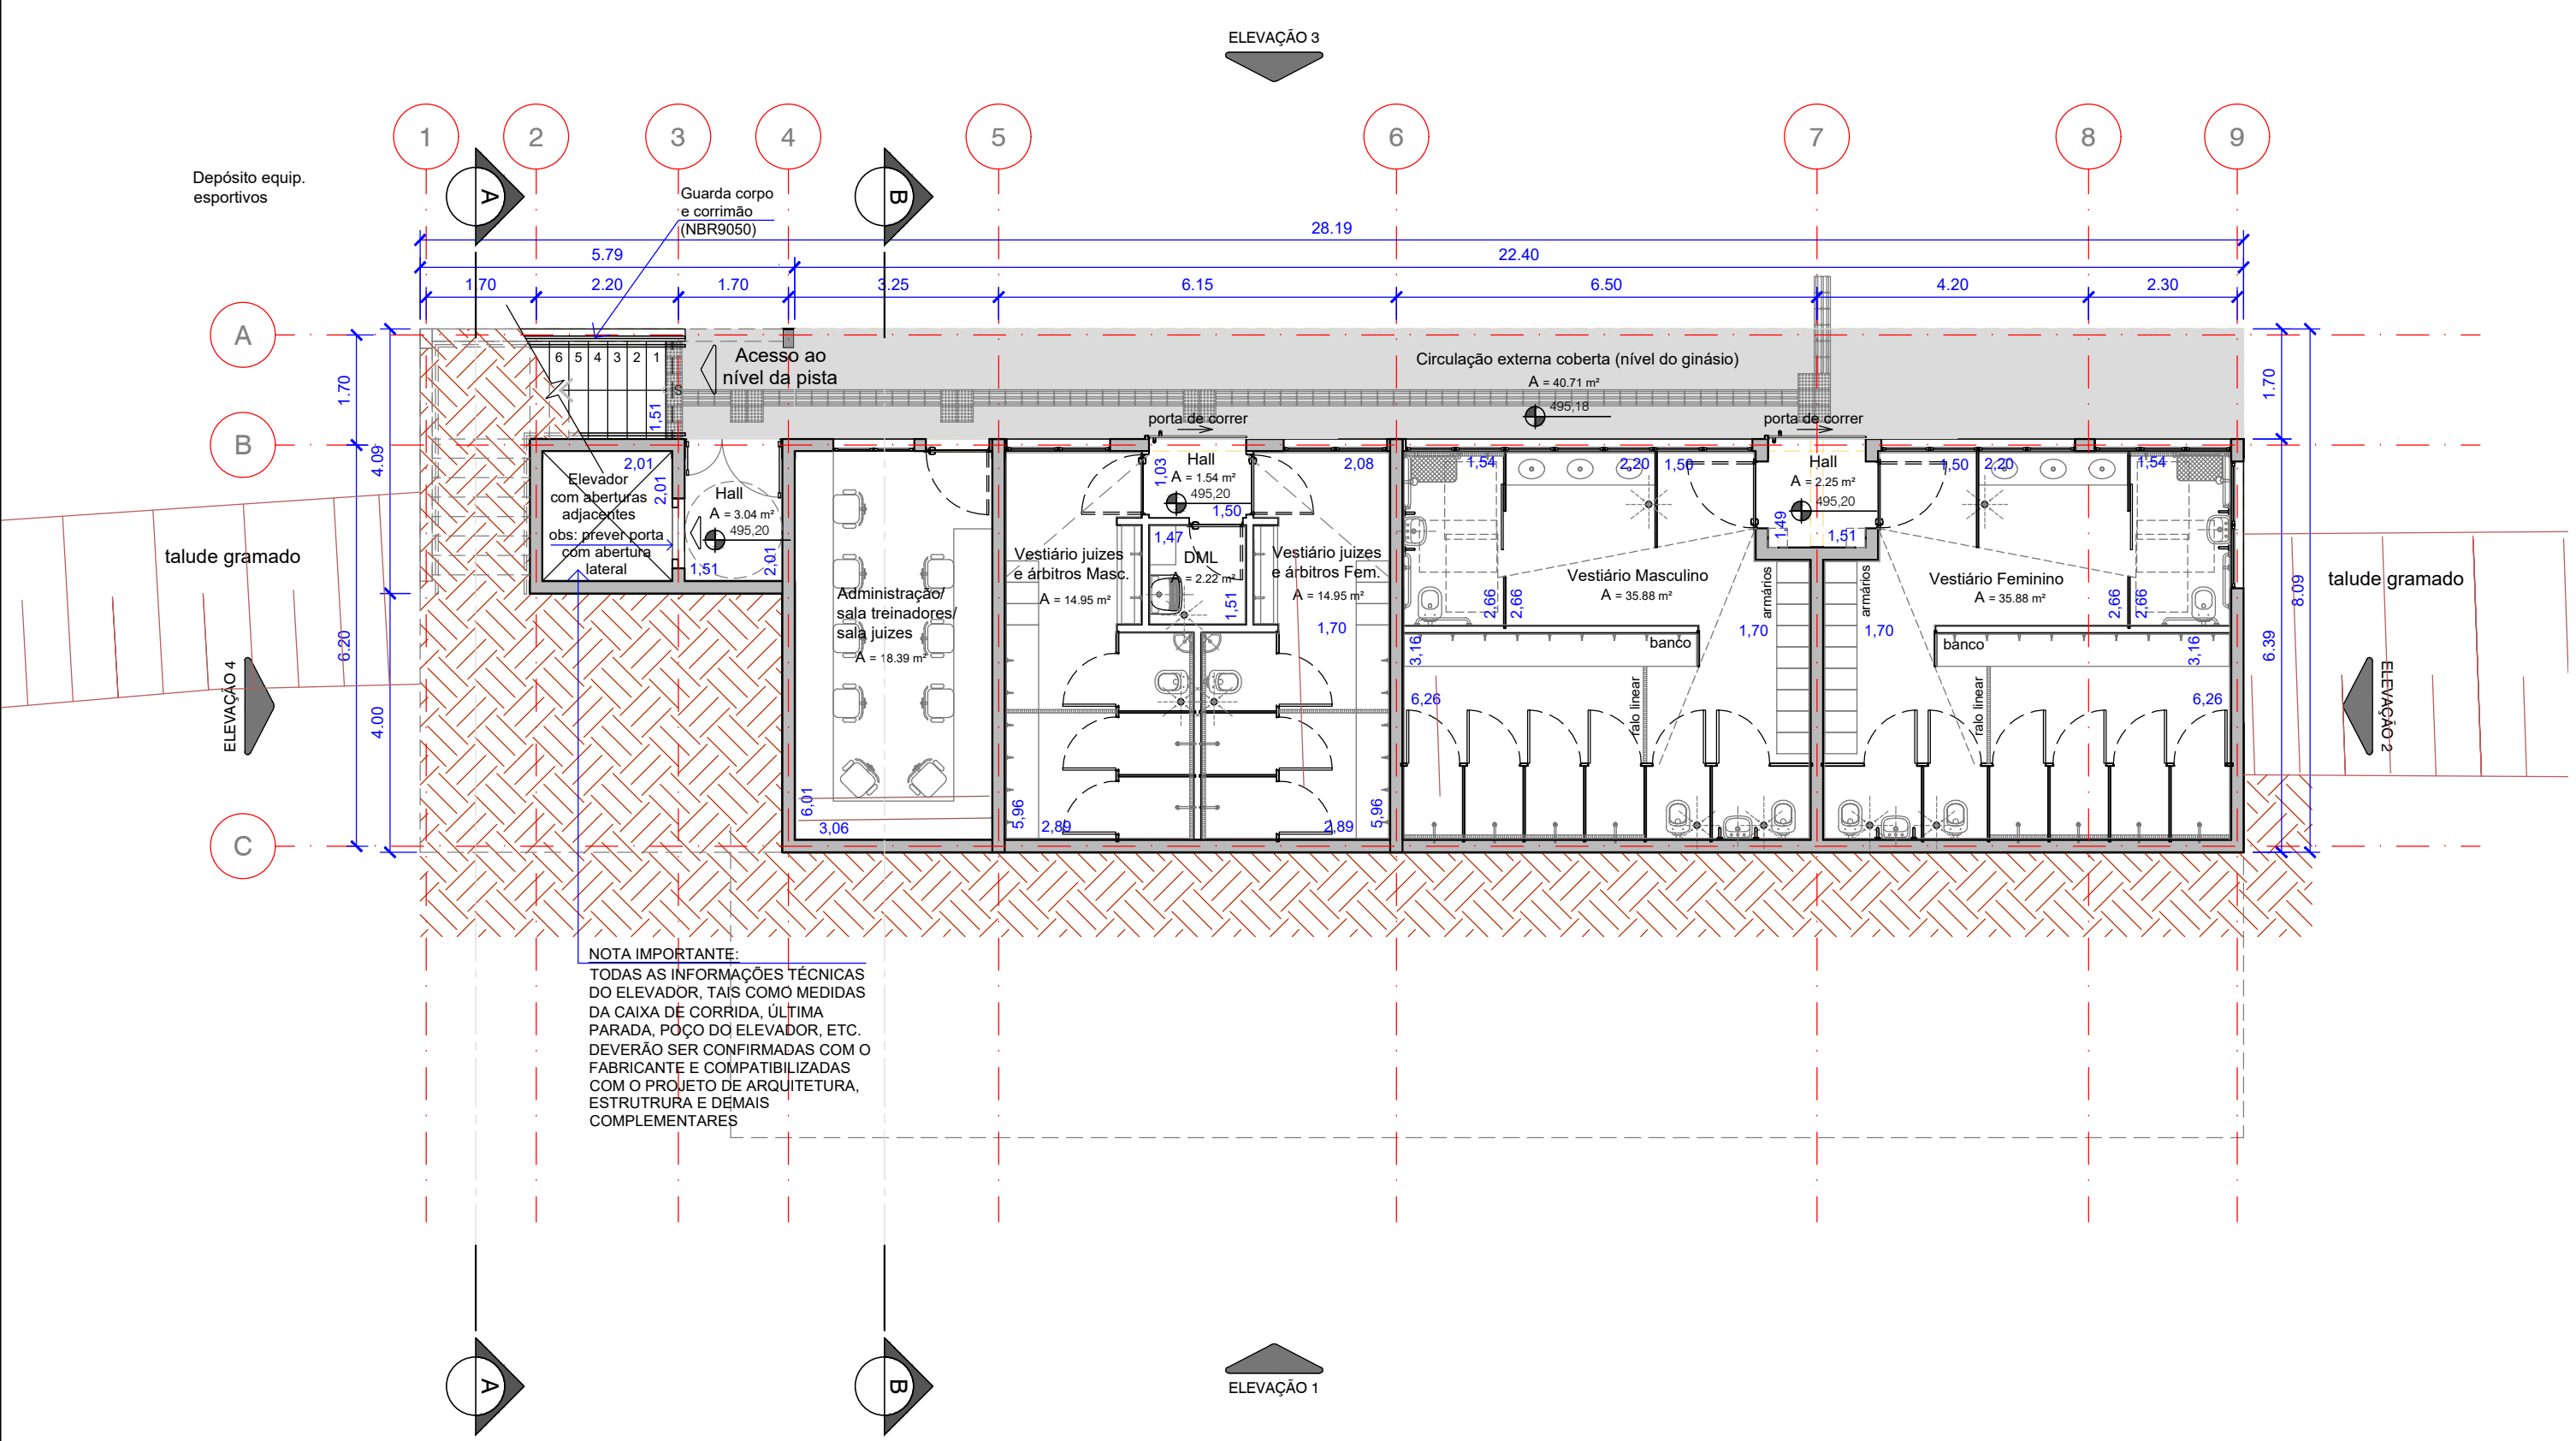 ELEVAÇÃO 3
1
2
3
4
5
6
7
8
9
Depósito equip.
esportivos
A
B
Guarda corpo
e corrimão
(NBR9050)
28.19
5.79
22.40
1.70
2.20
1.70
3.25
6.15
6.50
4.20
2.30
A
B
C
1.70
6.20
4.09
4.00
6
5
4
3
2
1
S
1,51
Acesso ao
nível da pista
Circulação externa coberta (nível do ginásio)
A = 40.71 m²
495,18
porta de correr
porta de correr
1.70
6.39
8.09
2,01
2,01
Elevador
com aberturas
adjacentes
obs: prever porta
com abertura
lateral
Hall
A = 3.04 m²
495,20
1,51
2,01
Administração/
sala treinadores/
sala juizes
A = 18.39 m²
6,01
3,06
Vestiário juizes
e árbitros Masc.
A = 14.95 m²
5,96
2,89
Hall
A = 1.54 m²
495,20
1,03
1,50
1,47
DML
A = 2.22 m²
1,51
2,08
Vestiário juizes
e árbitros Fem.
A = 14.95 m²
1,70
2,89
5,96
1,54
2,20
1,50
Vestiário Masculino
A = 35.88 m²
2,66
2,66
3,16
banco
6,26
ralo linear
armários
1,70
Hall
A = 2.25 m²
495,20
1,49
1,51
1,50
2,20
1,54
Vestiário Feminino
A = 35.88 m²
armários
1,70
2,66
2,66
banco
3,16
ralo linear
6,26
talude gramado
talude gramado
ELEVAÇÃO 4
ELEVAÇÃO 2
NOTA IMPORTANTE:
TODAS AS INFORMAÇÕES TÉCNICAS
DO ELEVADOR, TAIS COMO MEDIDAS
DA CAIXA DE CORRIDA, ÚLTIMA
PARADA, POÇO DO ELEVADOR, ETC.
DEVERÃO SER CONFIRMADAS COM O
FABRICANTE E COMPATIBILIZADAS
COM O PROJETO DE ARQUITETURA,
ESTRUTRURA E DEMAIS
COMPLEMENTARES
A
B
ELEVAÇÃO 1